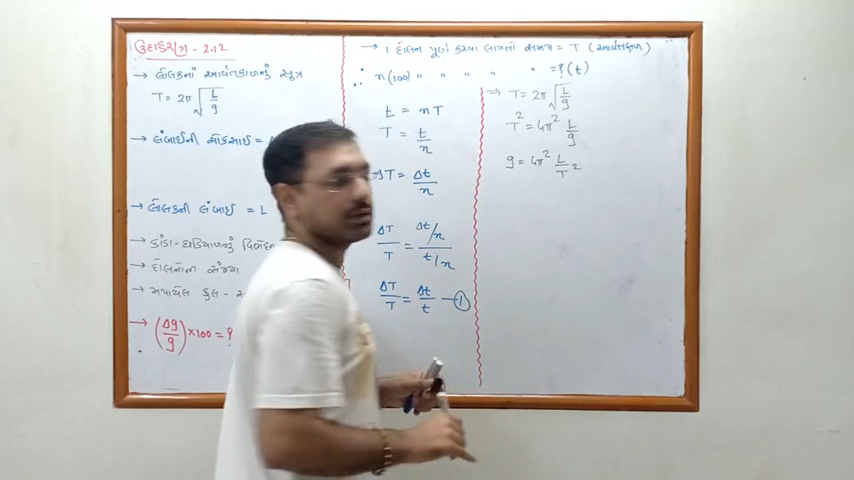 ઉદાહરણ - 2.12
→ લોલકનાં આવર્તકાળનું સૂત્ર
T = 2π√(L/g)
→ લંબાઈની ચોકસાઈ =
→ લોલકની લંબાઈ = L
→ કાંડા-ઘડિયાળનું વિભેદન
→ દોલનોની સંખ્યા
→ મપાયેલ કુલ -
→ (Δg/g) × 100 = ?
→ 1 દોલન પૂર્ણ કરવા લાગતો સમય = T (આવર્તકાળ)
∴ n(100) " " " " " = ? (t)
t = nT
T = t/n
ΔT = Δt/n
ΔT/T = (Δt/n)/(t/n)
ΔT/T = Δt/t —①
⇒ T = 2π√(L/g)
T² = 4π² L/g
g = 4π² L/T²